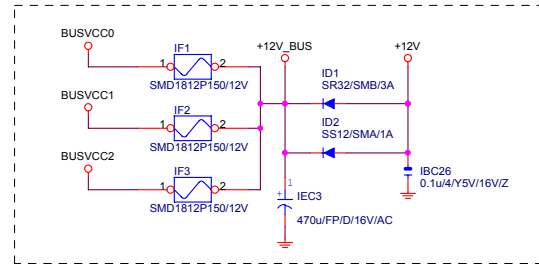 BUSVCC0
IF1
1 2
SMD1812P150/12V
BUSVCC1
IF2
1 2
SMD1812P150/12V
BUSVCC2
IF3
1 2
SMD1812P150/12V
+12V_BUS
+12V
ID1
SR32/SMB/3A
ID2
SS12/SMA/1A
1
+
IEC3
470u/FP/D/16V/AC
IBC26
0.1u/4/Y5V/16V/Z